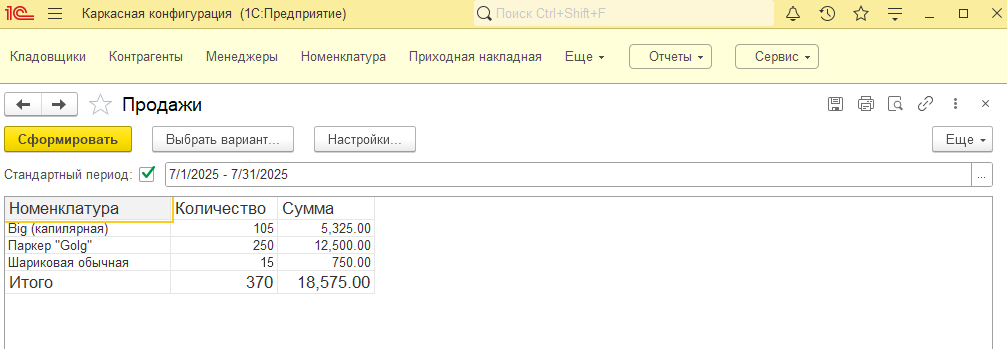 1С Каркасная конфигурация (1С:Предприятие) Поиск Ctrl+Shift+F
Кладовщики Контрагенты Менеджеры Номенклатура Приходная накладная Еще Отчеты Сервис
Продажи
Сформировать Выбрать вариант... Настройки... Еще
Стандартный период: 7/1/2025 - 7/31/2025 ...
Номенклатура Количество Сумма
Big (капилярная) 105 5,325.00
Паркер "Golg" 250 12,500.00
Шариковая обычная 15 750.00
Итого 370 18,575.00